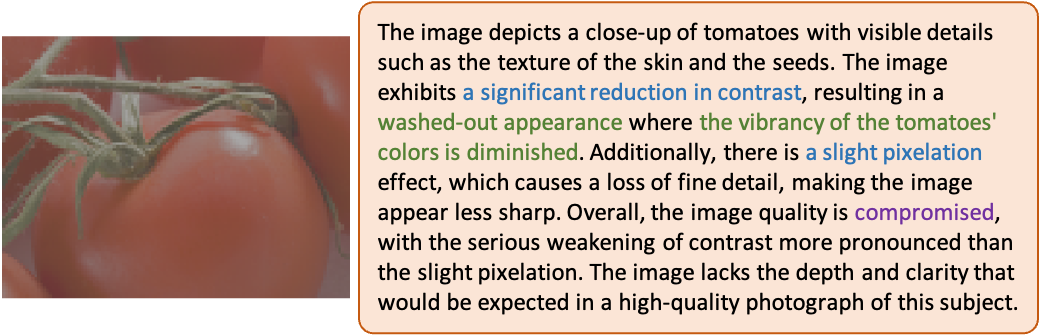 The image depicts a close-up of tomatoes with visible details
such as the texture of the skin and the seeds. The image
exhibits a significant reduction in contrast, resulting in a
washed-out appearance where the vibrancy of the tomatoes'
colors is diminished. Additionally, there is a slight pixelation
effect, which causes a loss of fine detail, making the image
appear less sharp. Overall, the image quality is compromised,
with the serious weakening of contrast more pronounced than
the slight pixelation. The image lacks the depth and clarity that
would be expected in a high-quality photograph of this subject.